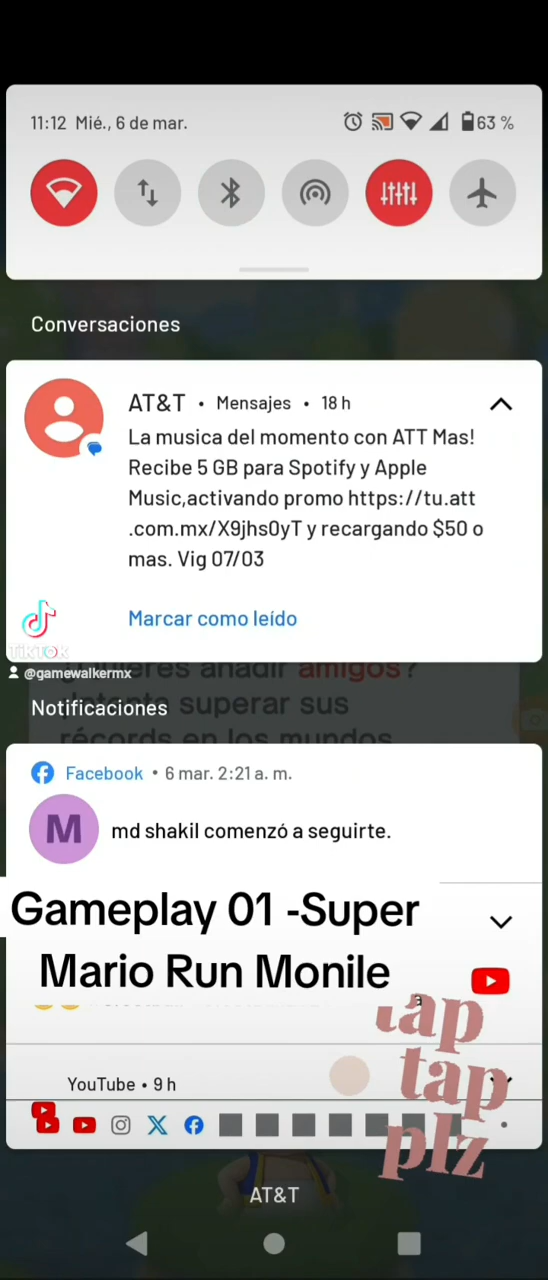 11:12 Mié., 6 de mar.
63 %
Conversaciones
AT&T • Mensajes • 18 h
La musica del momento con ATT Mas!
Recibe 5 GB para Spotify y Apple
Music,activando promo https://tu.att
.com.mx/X9jhs0yT y recargando $50 o
mas. Vig 07/03
Marcar como leído
TikTok
@gamewalkermx
¿Quieres añadir amigos?
Notificaciones
¡Intenta superar sus
récords en los mundos
Facebook • 6 mar. 2:21 a. m.
M
md shakil comenzó a seguirte.
Gameplay 01 -Super
Mario Run Monile
tap
tap
plz
YouTube • 9 h
AT&T